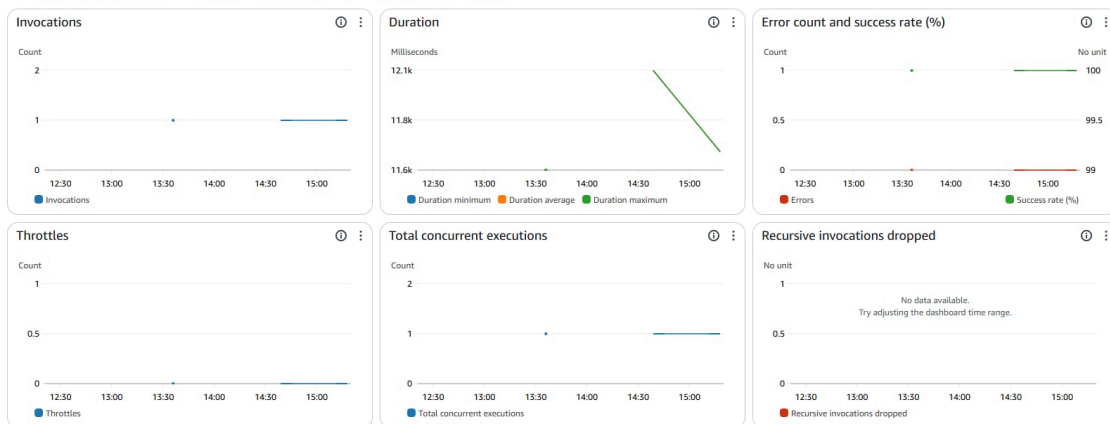 Invocations
Count
2
1
0
12:30 13:00 13:30 14:00 14:30 15:00
Invocations
Duration
Milliseconds
12.1k
11.8k
11.6k
12:30 13:00 13:30 14:00 14:30 15:00
Duration minimum Duration average Duration maximum
Error count and success rate (%)
Count No unit
1 100
0.5 99.5
0 99
12:30 13:00 13:30 14:00 14:30 15:00
Errors Success rate (%)
Throttles
Count
1
0.5
0
12:30 13:00 13:30 14:00 14:30 15:00
Throttles
Total concurrent executions
Count
2
1
0
12:30 13:00 13:30 14:00 14:30 15:00
Total concurrent executions
Recursive invocations dropped
No unit
1
No data available.
Try adjusting the dashboard time range.
0.5
0
12:30 13:00 13:30 14:00 14:30 15:00
Recursive invocations dropped